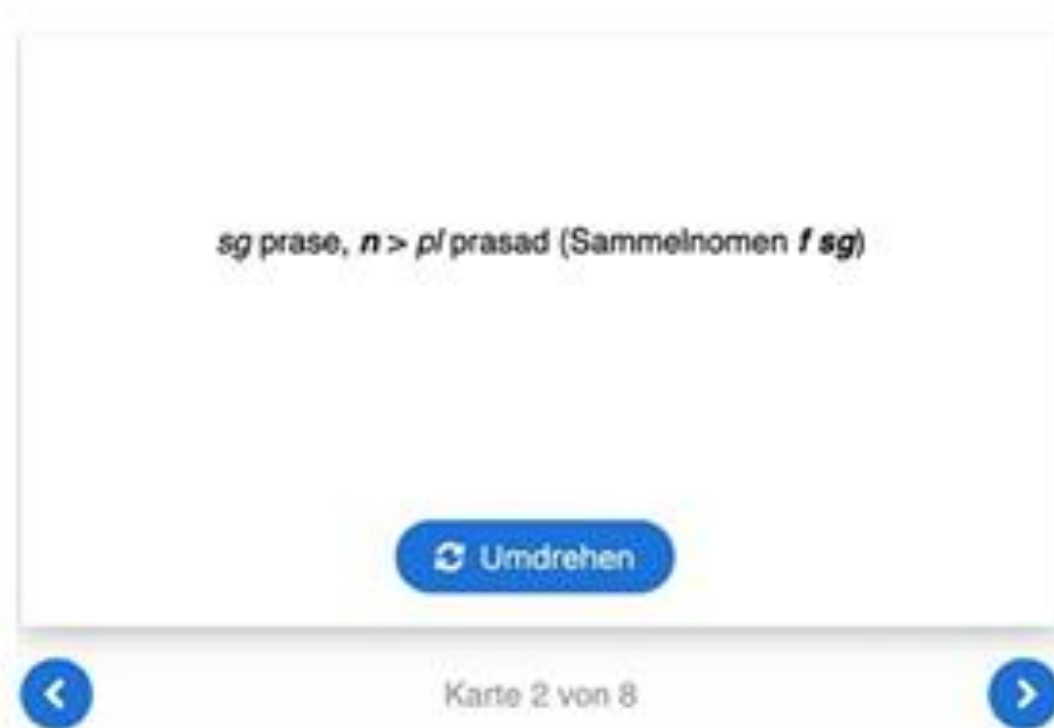 sg prase, n > pl prasad (Sammelnomen f sg)
Umdrehen
Karte 2 von 8